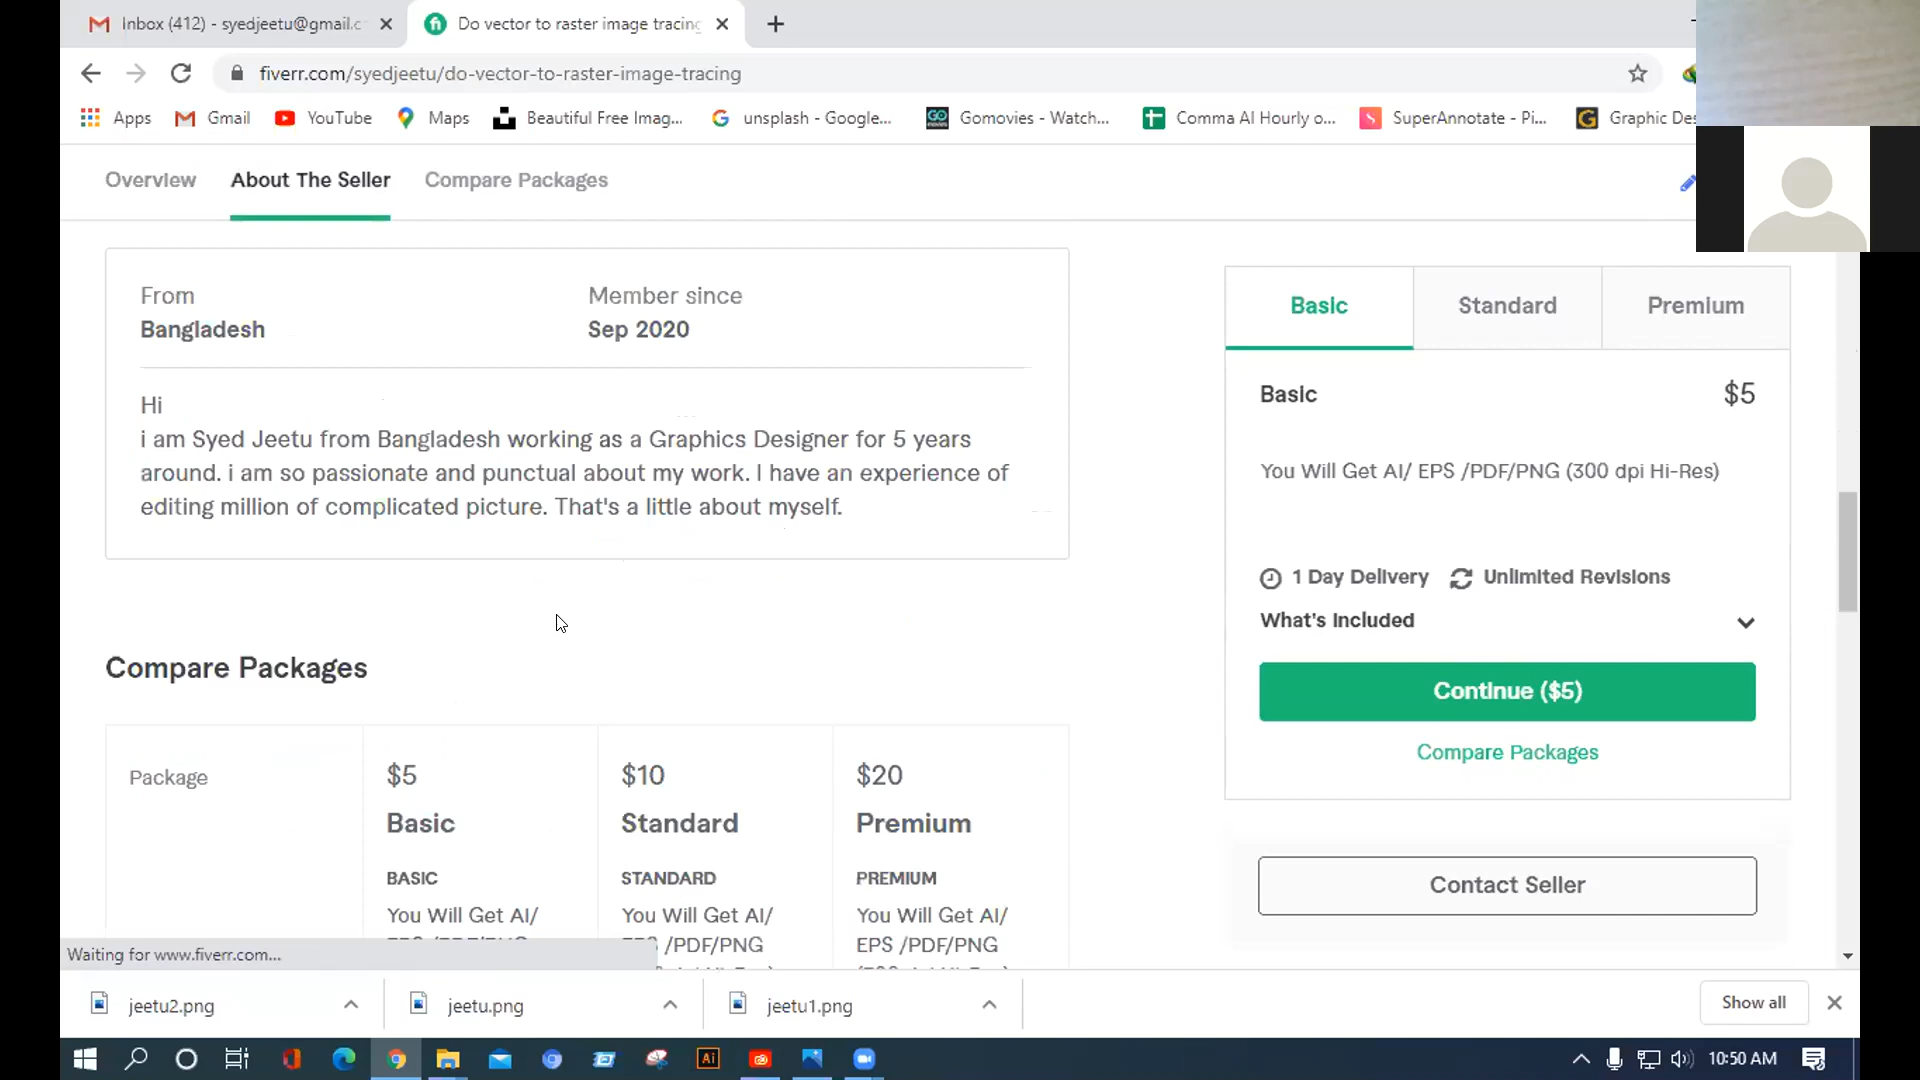 Inbox (412) - syedjeetu@gmail.c
Do vector to raster image tracing
fiverr.com/syedjeetu/do-vector-to-raster-image-tracing
Apps
Gmail
YouTube
Maps
Beautiful Free Imag...
unsplash - Google...
Gomovies - Watch...
Comma AI Hourly o...
SuperAnnotate - Pi...
Graphic Des
Overview
About The Seller
Compare Packages
From
Bangladesh
Member since
Sep 2020
Hi
i am Syed Jeetu from Bangladesh working as a Graphics Designer for 5 years
around. i am so passionate and punctual about my work. I have an experience of
editing million of complicated picture. That's a little about myself.
Basic
Standard
Premium
Basic
$5
You Will Get AI/ EPS /PDF/PNG (300 dpi Hi-Res)
1 Day Delivery
Unlimited Revisions
What's Included
Continue ($5)
Compare Packages
Contact Seller
Compare Packages
Package
$5
Basic
BASIC
You Will Get AI/
$10
Standard
STANDARD
You Will Get AI/
/PDF/PNG
$20
Premium
PREMIUM
You Will Get AI/
EPS /PDF/PNG
Waiting for www.fiverr.com...
jeetu2.png
jeetu.png
jeetu1.png
Show all
Ai
10:50 AM